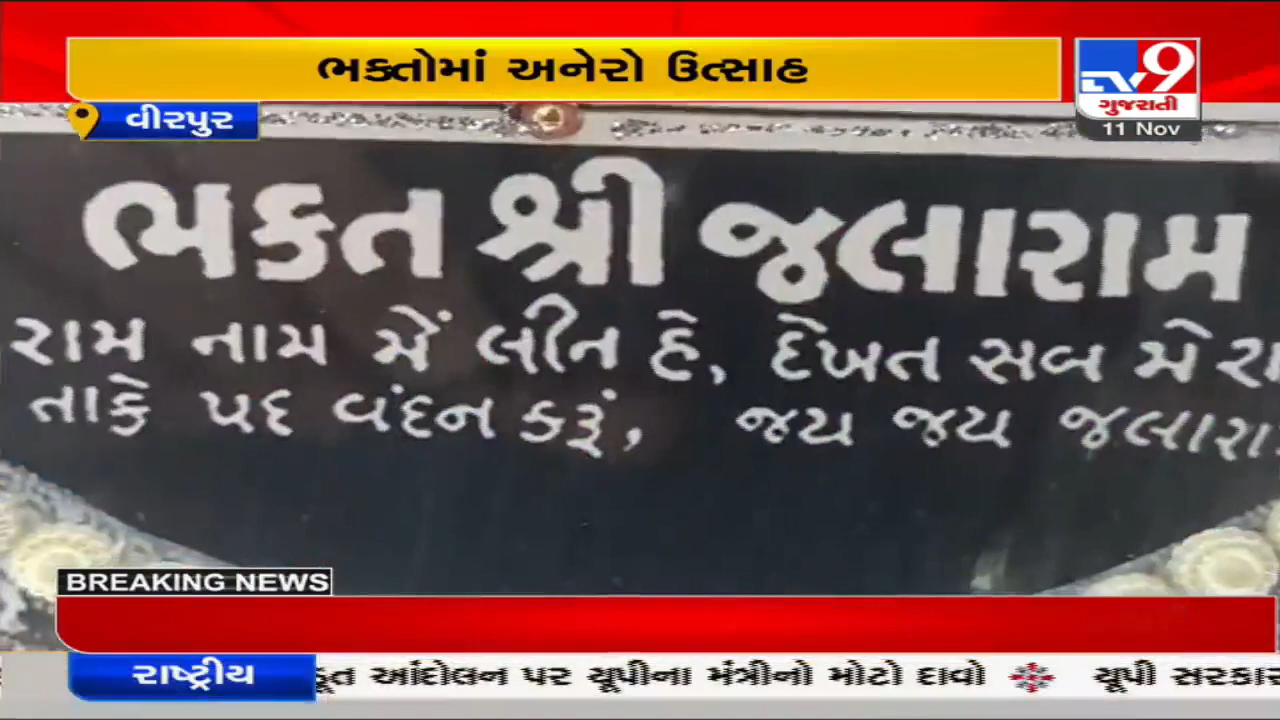 ભક્તોમાં અનેરો ઉત્સાહ
TV9
ગુજરાતી
11 Nov
વીરપુર
ભકત શ્રી જલારામ
રામ નામ મેં લીન હે, દેખત સબ મે રા
તાકે પદ વંદન કરૂં, જય જય જલારા
BREAKING NEWS
રાષ્ટ્રીય
આંદોલન પર યૂપીના મંત્રીનો મોટો દાવો યૂપી સરકાર